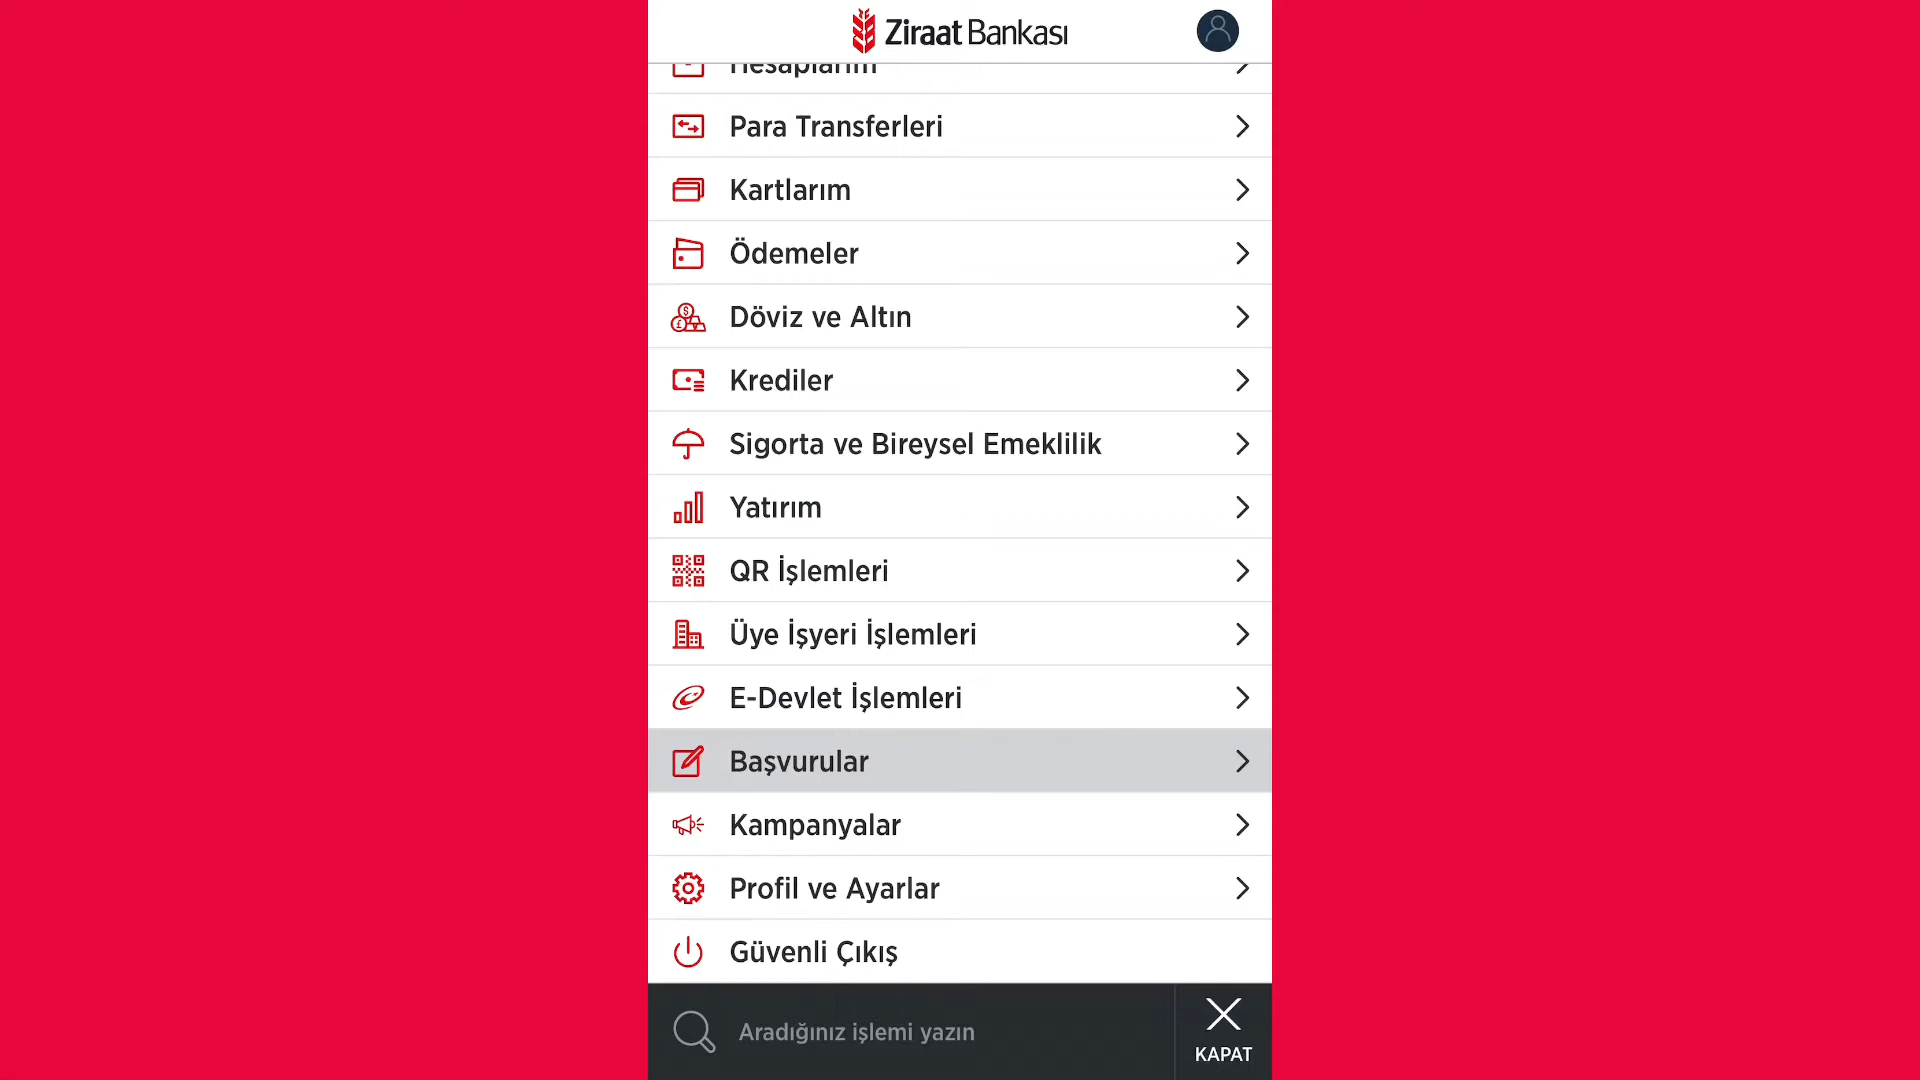 Ziraat Bankası
Hesaplarım
Para Transferleri
Kartlarım
Ödemeler
Döviz ve Altın
Krediler
Sigorta ve Bireysel Emeklilik
Yatırım
QR İşlemleri
Üye İşyeri İşlemleri
E-Devlet İşlemleri
Başvurular
Kampanyalar
Profil ve Ayarlar
Güvenli Çıkış
Aradığınız işlemi yazın
KAPAT